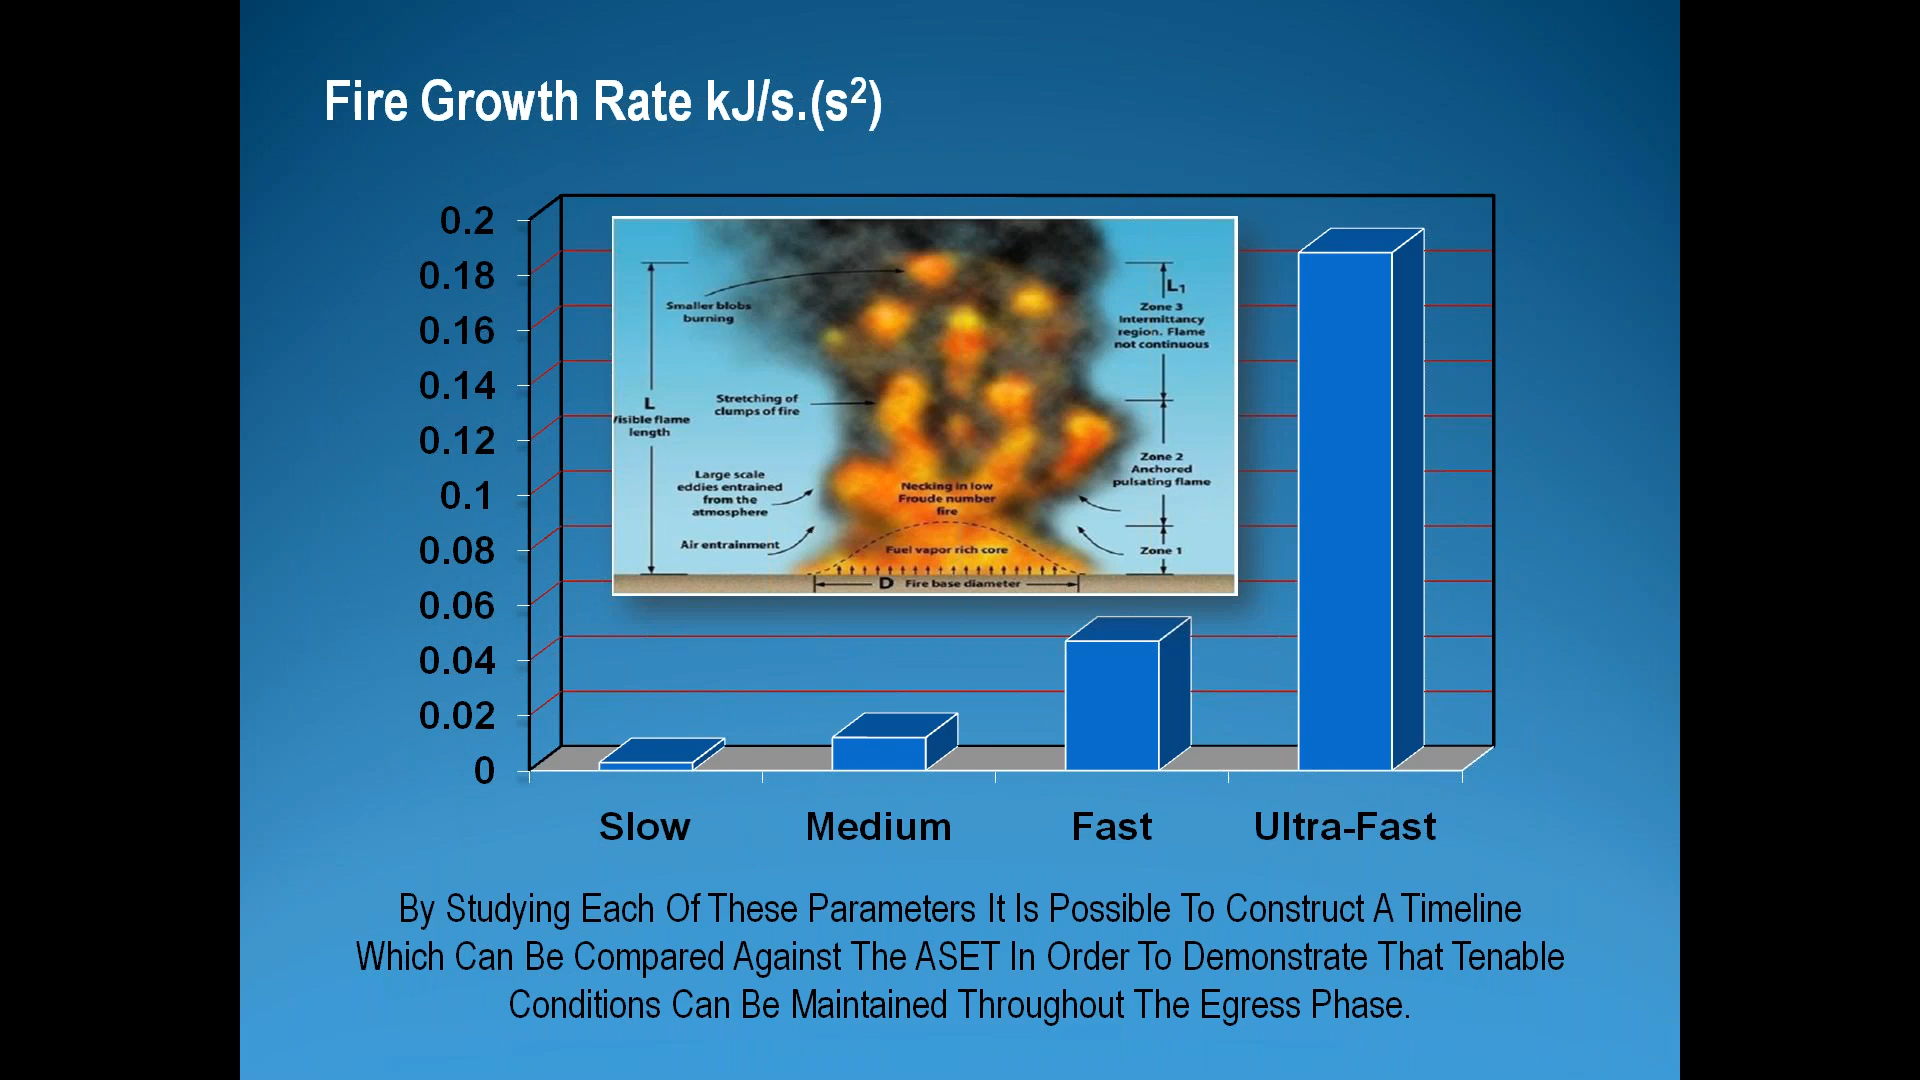 Fire Growth Rate kJ/s.(s²)
0.2
0.18
0.16
0.14
0.12
0.1
0.08
0.06
0.04
0.02
0
Smaller blobs
burning
L
Visible flame
length
Stretching of
clumps of fire
Large scale
eddies entrained
from the
atmosphere
Air entrainment
Necking in low
Froude number
fire
Fuel vapor rich core
D Fire base diameter
L₁
Zone 3
Intermittancy
region. Flame
not continuous
Zone 2
Anchored
pulsating flame
Zone 1
Slow Medium Fast Ultra-Fast
By Studying Each Of These Parameters It Is Possible To Construct A Timeline
Which Can Be Compared Against The ASET In Order To Demonstrate That Tenable
Conditions Can Be Maintained Throughout The Egress Phase.